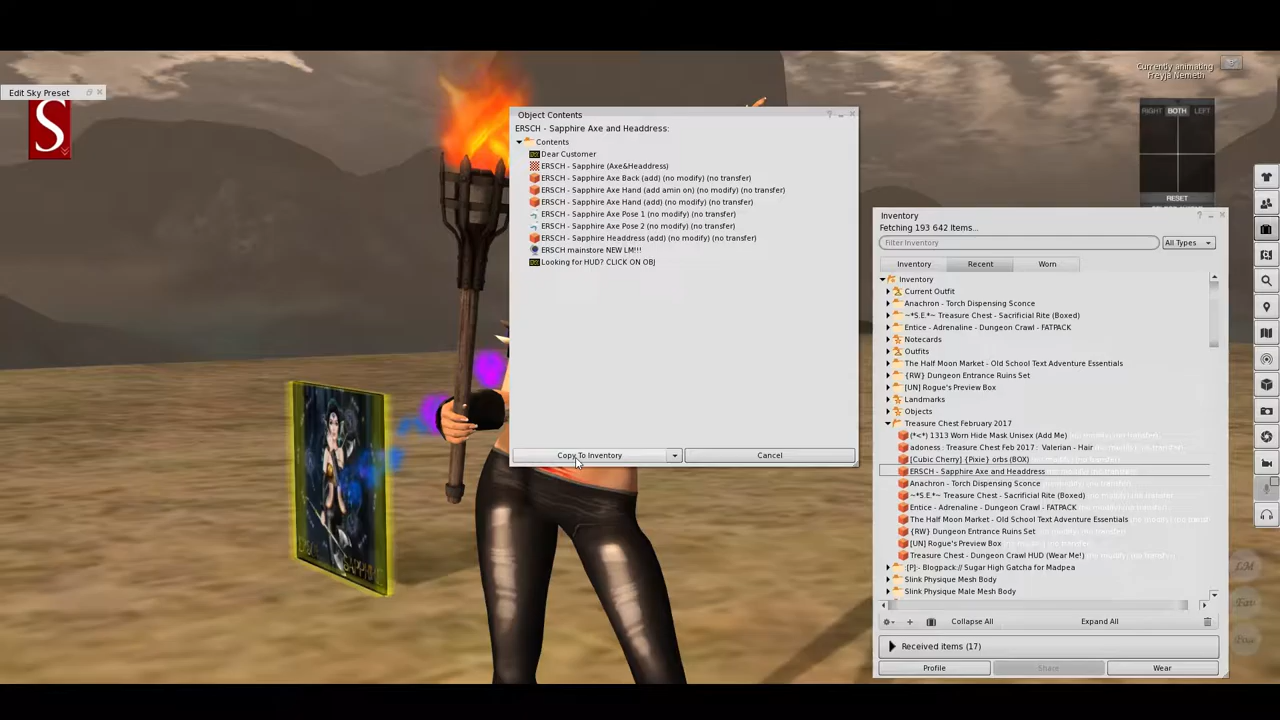 Currently animating
Freyja Nemeth
Edit Sky Preset
S
RIGHT BOTH LEFT
RESET
Object Contents
ERSCH - Sapphire Axe and Headdress:
Contents
Dear Customer
ERSCH - Sapphire (Axe&Headdress)
ERSCH - Sapphire Axe Back (add) (no modify) (no transfer)
ERSCH - Sapphire Axe Hand (add amin on) (no modify) (no transfer)
ERSCH - Sapphire Axe Hand (add) (no modify) (no transfer)
ERSCH - Sapphire Axe Pose 1 (no modify) (no transfer)
ERSCH - Sapphire Axe Pose 2 (no modify) (no transfer)
ERSCH - Sapphire Headdress (add) (no modify) (no transfer)
ERSCH mainstore NEW LM!!!
Looking for HUD? CLICK ON OBJ
Copy To Inventory
Cancel
Inventory
Fetching 193 642 Items...
Filter Inventory
All Types
Inventory Recent Worn
Inventory
Current Outfit
Anachron - Torch Dispensing Sconce
~*S.E.*~ Treasure Chest - Sacrificial Rite (Boxed)
Entice - Adrenaline - Dungeon Crawl - FATPACK
Notecards
Outfits
The Half Moon Market - Old School Text Adventure Essentials
{RW} Dungeon Entrance Ruins Set
[UN] Rogue's Preview Box
Landmarks
Objects
Treasure Chest February 2017
(*<*) 1313 Worn Hide Mask Unisex (Add Me)
adoness : Treasure Chest Feb 2017 : Valerian - Hair
[Cubic Cherry] {Pixie} orbs (BOX)
ERSCH - Sapphire Axe and Headdress
Anachron - Torch Dispensing Sconce
~*S.E.*~ Treasure Chest - Sacrificial Rite (Boxed)
Entice - Adrenaline - Dungeon Crawl - FATPACK
The Half Moon Market - Old School Text Adventure Essentials
{RW} Dungeon Entrance Ruins Set
[UN] Rogue's Preview Box
Treasure Chest - Dungeon Crawl HUD (Wear Me!)
:[P] - Blogpack:// Sugar High Gatcha for Madpea
Slink Physique Mesh Body
Slink Physique Male Mesh Body
Collapse All
Expand All
Received items (17)
Profile
Share
Wear
LM
Fav
SAPPHIRE